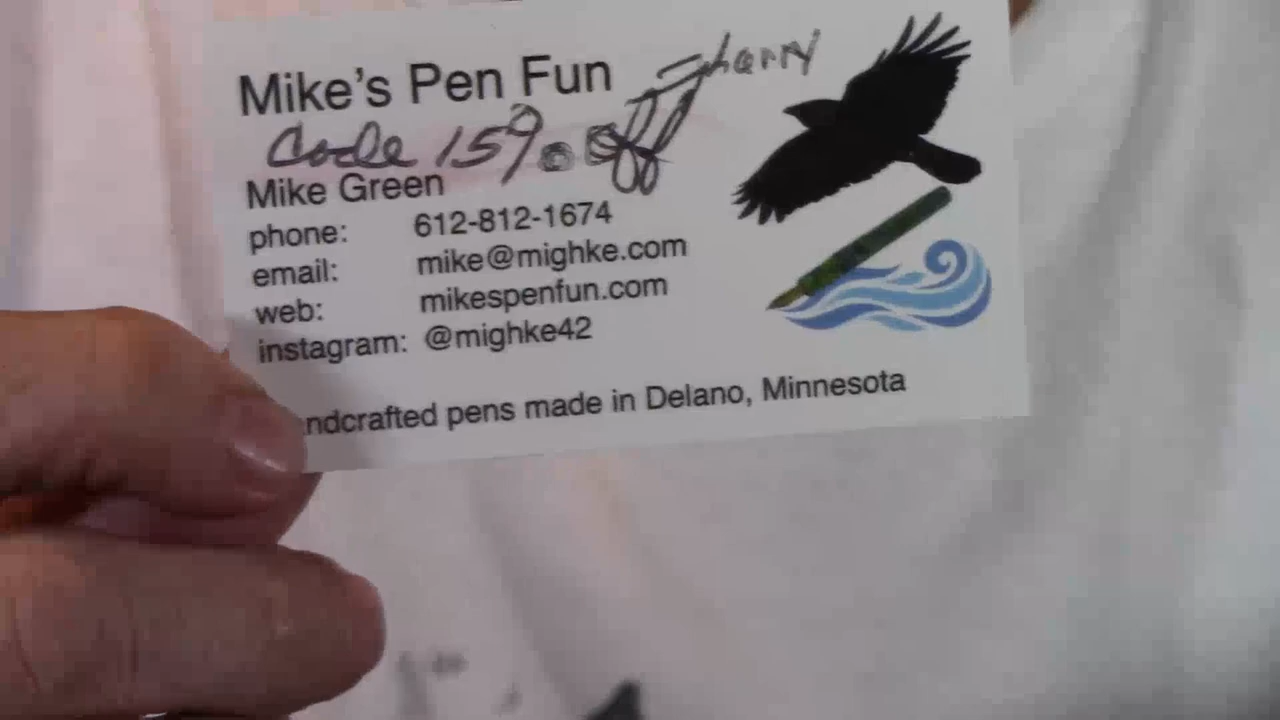 Mike's Pen Fun
Code 15% off =
Mike Green
phone: 612-812-1674
email: mike@mighke.com
web: mikespenfun.com
instagram: @mighke42
ndcrafted pens made in Delano, Minnesota